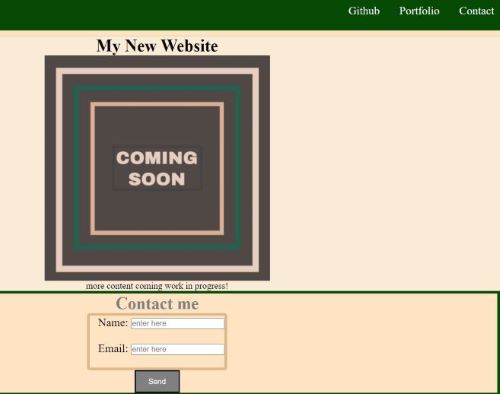 Github Portfolio Contact
My New Website
COMING
SOON
more content coming work in progress!
Contact me
Name: enter here
Email: enter here
Send